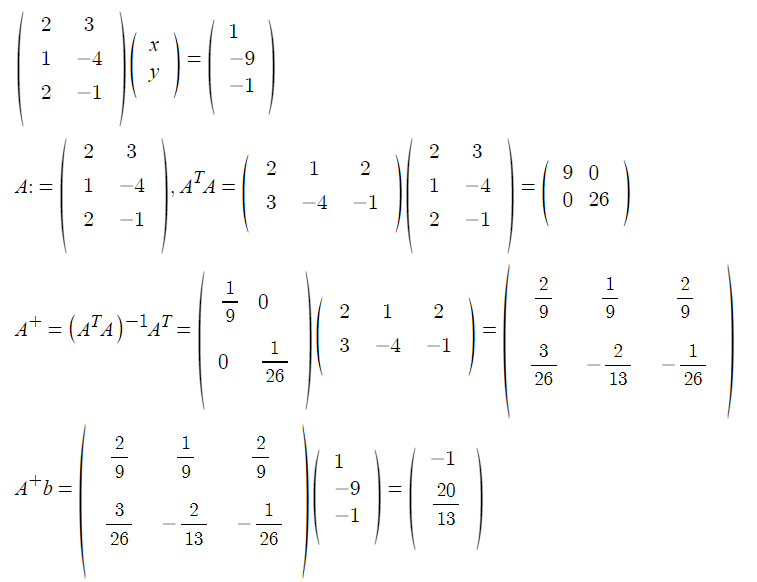 \begin{pmatrix} 2 & 3 \\ 1 & -4 \\ 2 & -1 \end{pmatrix} \begin{pmatrix} x \\ y \end{pmatrix} = \begin{pmatrix} 1 \\ -9 \\ -1 \end{pmatrix}
A := \begin{pmatrix} 2 & 3 \\ 1 & -4 \\ 2 & -1 \end{pmatrix}, A^T A = \begin{pmatrix} 2 & 1 & 2 \\ 3 & -4 & -1 \end{pmatrix} \begin{pmatrix} 2 & 3 \\ 1 & -4 \\ 2 & -1 \end{pmatrix} = \begin{pmatrix} 9 & 0 \\ 0 & 26 \end{pmatrix}
A^+ = (A^T A)^{-1} A^T = \begin{pmatrix} \frac{1}{9} & 0 \\ 0 & \frac{1}{26} \end{pmatrix} \begin{pmatrix} 2 & 1 & 2 \\ 3 & -4 & -1 \end{pmatrix} = \begin{pmatrix} \frac{2}{9} & \frac{1}{9} & \frac{2}{9} \\ \frac{3}{26} & -\frac{2}{13} & -\frac{1}{26} \end{pmatrix}
A^+ b = \begin{pmatrix} \frac{2}{9} & \frac{1}{9} & \frac{2}{9} \\ \frac{3}{26} & -\frac{2}{13} & -\frac{1}{26} \end{pmatrix} \begin{pmatrix} 1 \\ -9 \\ -1 \end{pmatrix} = \begin{pmatrix} -1 \\ \frac{20}{13} \end{pmatrix}